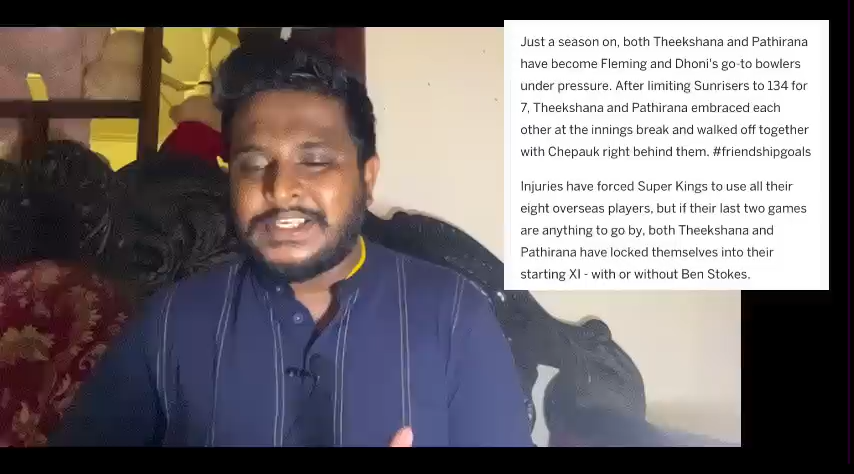 Just a season on, both Theekshana and Pathirana
have become Fleming and Dhoni's go-to bowlers
under pressure. After limiting Sunrisers to 134 for
7, Theekshana and Pathirana embraced each
other at the innings break and walked off together
with Chepauk right behind them. #friendshipgoals
Injuries have forced Super Kings to use all their
eight overseas players, but if their last two games
are anything to go by, both Theekshana and
Pathirana have locked themselves into their
starting XI - with or without Ben Stokes.